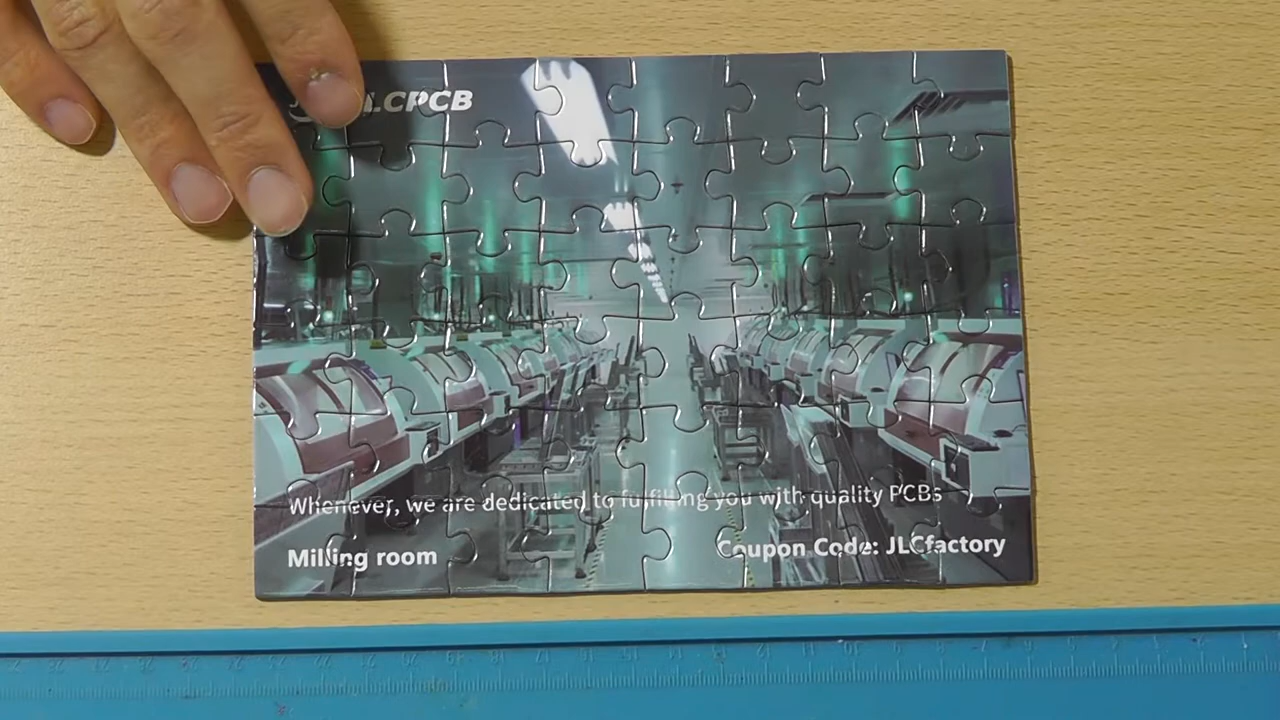 JLCPCB
Whenever, we are dedicated to fulfilling you with quality PCBs
Milling room
Coupon Code: JLCfactory